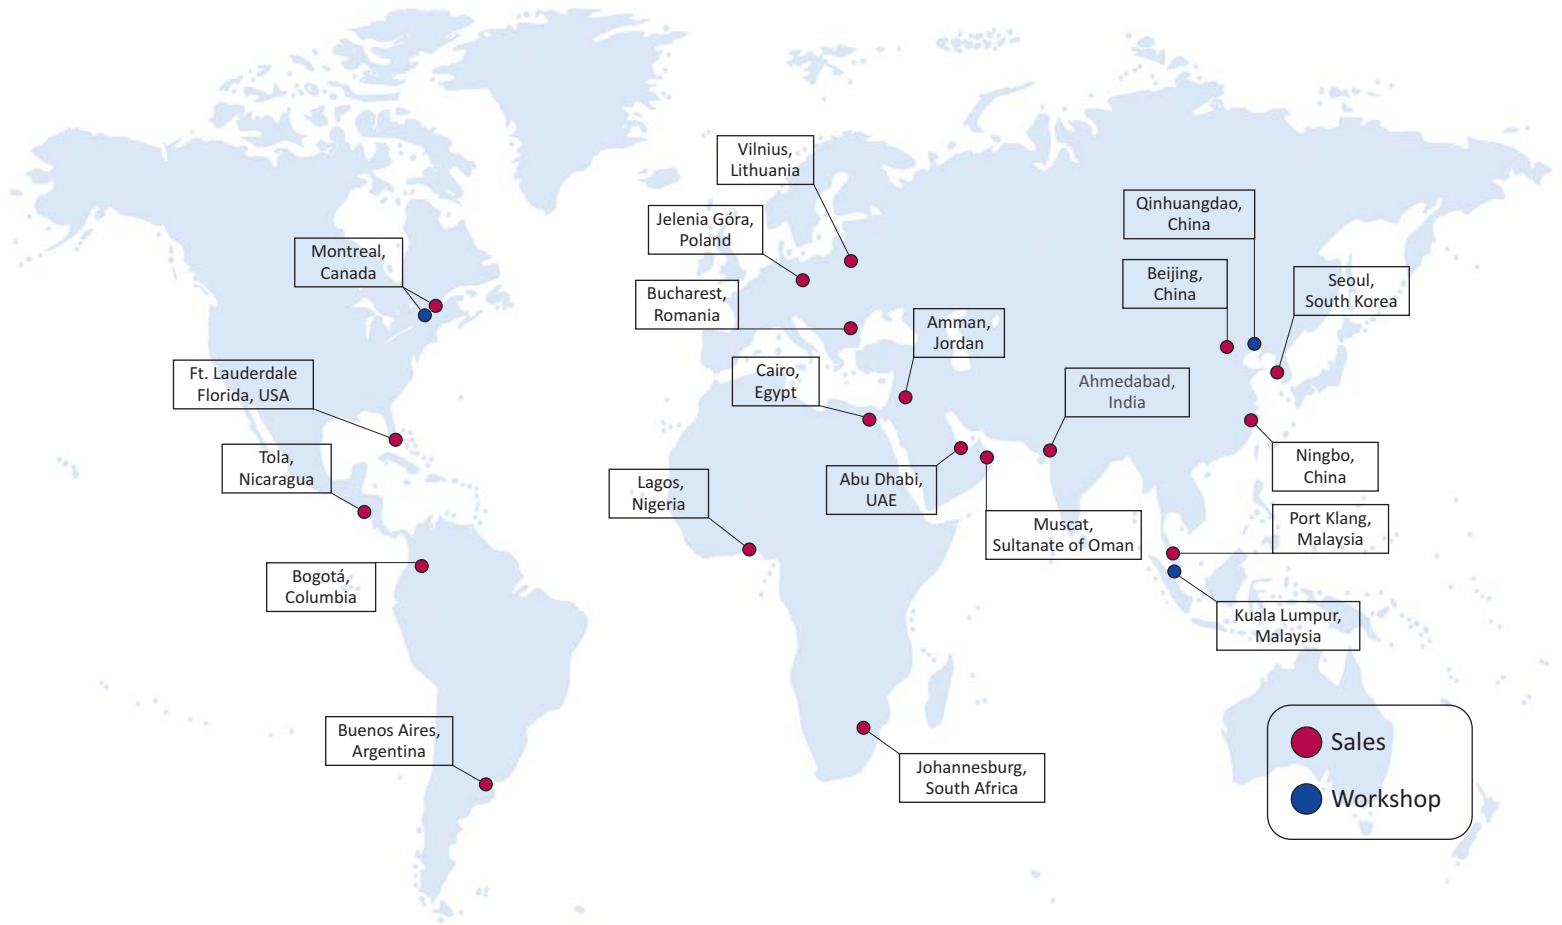 Vilnius,
Lithuania
Jelenia Góra,
Poland
Bucharest,
Romania
Montreal,
Canada
Ft. Lauderdale
Florida, USA
Tola,
Nicaragua
Bogotá,
Columbia
Buenos Aires,
Argentina
Cairo,
Egypt
Amman,
Jordan
Lagos,
Nigeria
Abu Dhabi,
UAE
Muscat,
Sultanate of Oman
Johannesburg,
South Africa
Ahmedabad,
India
Qinhuangdao,
China
Beijing,
China
Seoul,
South Korea
Ningbo,
China
Port Klang,
Malaysia
Kuala Lumpur,
Malaysia
Sales
Workshop